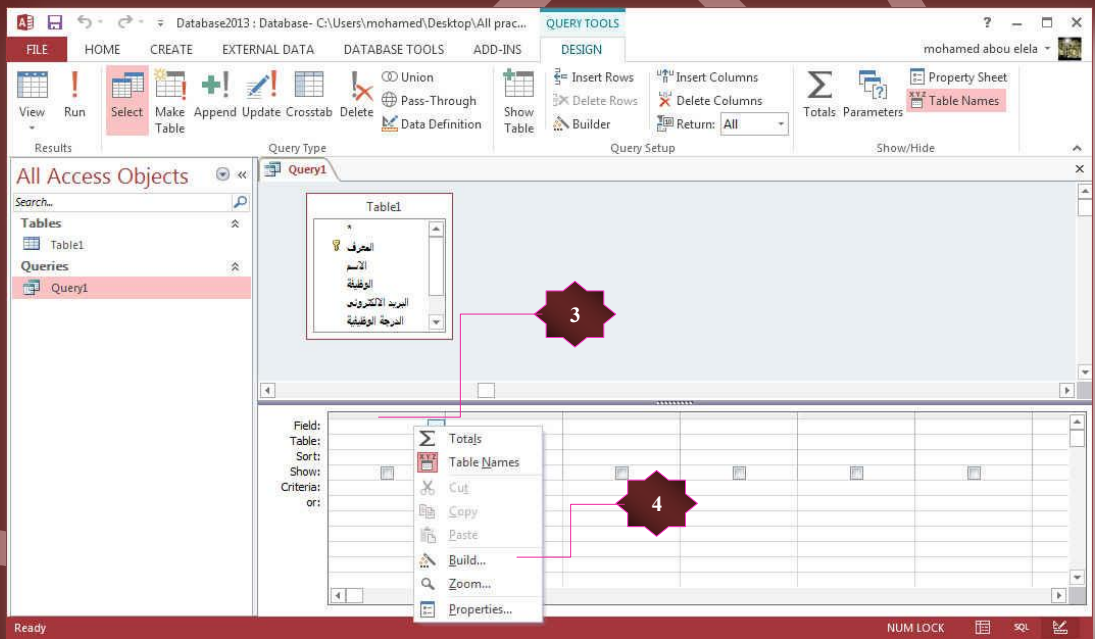 Database2013 : Database- C:\Users\mohamed\Desktop\All prac...
QUERY TOOLS
?
FILE HOME CREATE EXTERNAL DATA DATABASE TOOLS ADD-INS DESIGN
mohamed abou elela
View
Run
Results
Select
Make Table
Append
Update
Crosstab
Delete
Union
Pass-Through
Data Definition
Query Type
Show Table
Insert Rows
Delete Rows
Builder
Insert Columns
Delete Columns
Return: All
Query Setup
Totals
Parameters
Property Sheet
Table Names
Show/Hide
All Access Objects
Search...
Tables
Table1
Queries
Query1
Query1
Table1
*
المعرف
الاسم
الوظيفة
البريد الالكتروني
الدرجة الوظيفية
3
Field:
Table:
Sort:
Show:
Criteria:
or:
Totals
Table Names
Cut
Copy
Paste
Build...
Zoom...
Properties...
4
Ready
NUM LOCK
SQL